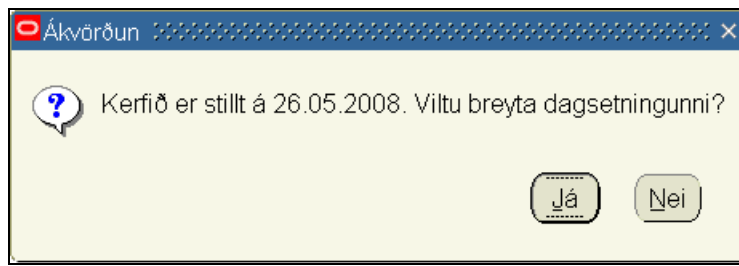 Ákvörðun
Kerfið er stillt á 26.05.2008. Viltu breyta dagsetningunni?
Já
Nei